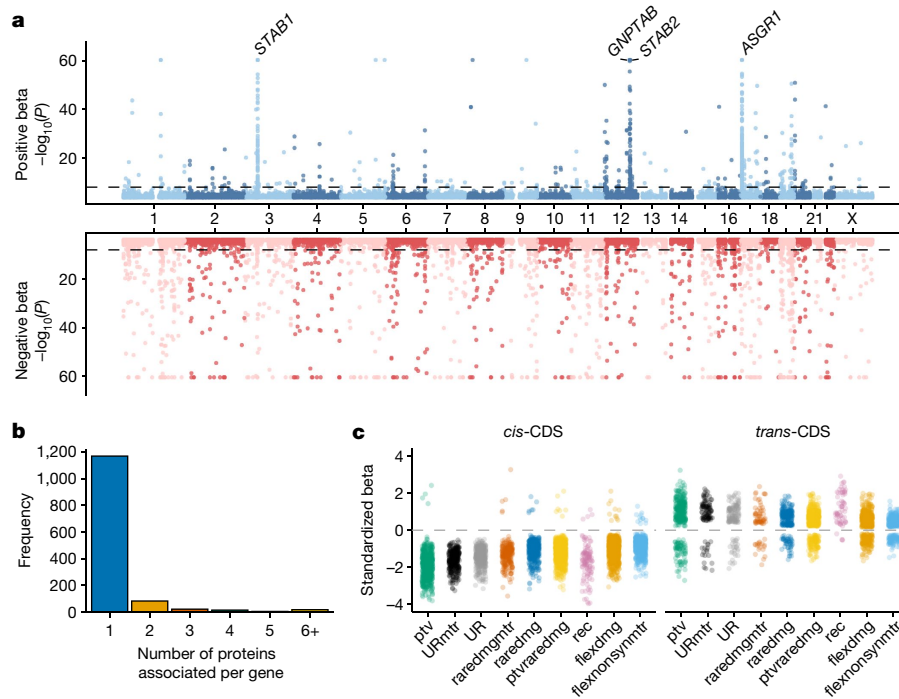 a
STAB1
GNPTAB
STAB2
ASGR1
Positive beta
–log10(P)
60
40
20
1 2 3 4 5 6 7 8 9 10 11 12 13 14 16 18 21 X
Negative beta
–log10(P)
20
40
60
b
Frequency
1,200
1,000
800
600
400
200
0
1 2 3 4 5 6+
Number of proteins
associated per gene
c
cis-CDS
trans-CDS
Standardized beta
4
2
0
–2
–4
ptv URmtr UR raredmgmtr raredmg ptvraredmg rec flexdmg flexnonsynmtr
ptv URmtr UR raredmgmtr raredmg ptvraredmg rec flexdmg flexnonsynmtr